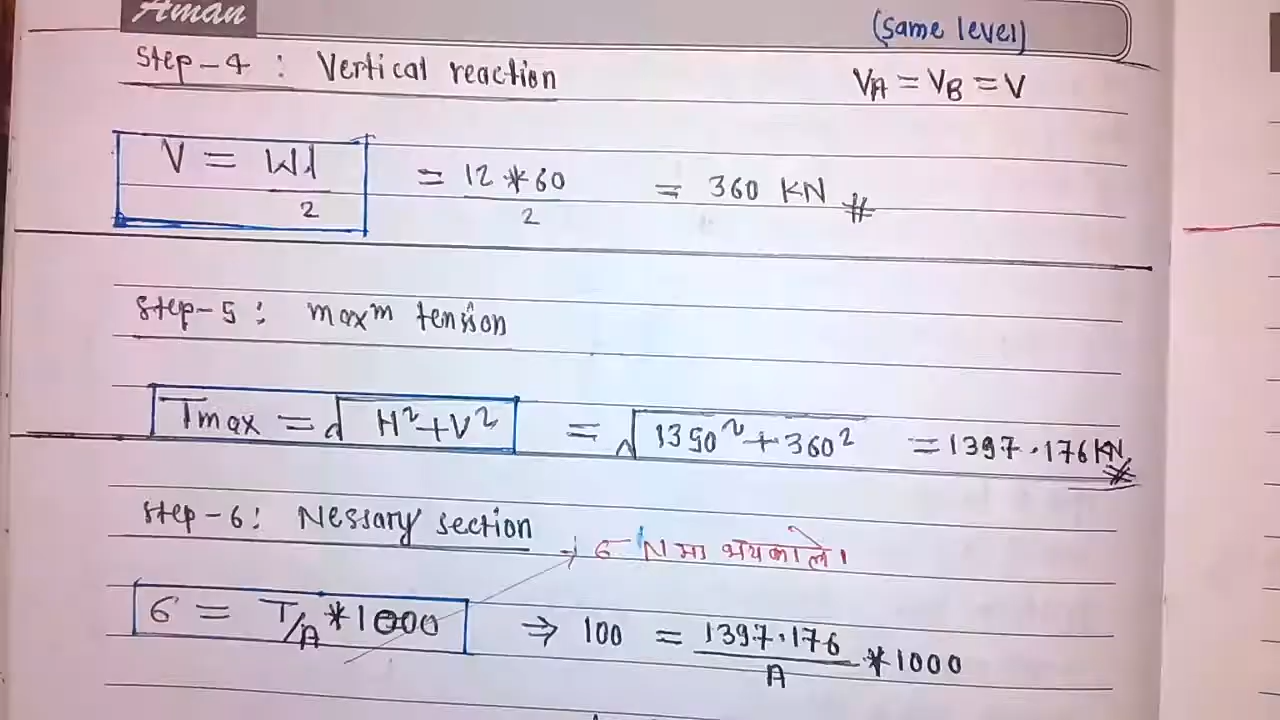 Aman
(same level)
Step-4 : Vertical reaction VA = VB = V
V = Wl/2 = 12*60/2 = 360 KN #
Step-5 : maxm tension
Tmax = √H²+V² = √1350²+360² = 1397.176 KN
Step-6: Nessary section
→ σ N मा भयकाले।
σ = T/A *1000 ⇒ 100 = 1397.176/A *1000